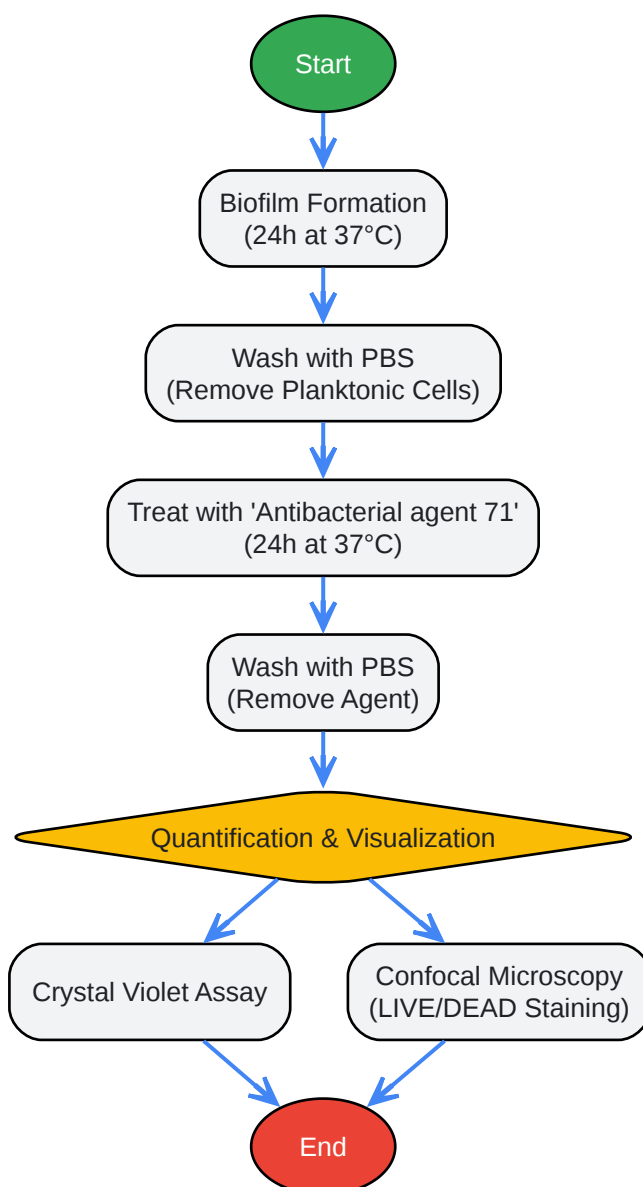 Start
Biofilm Formation
(24h at 37°C)
Wash with PBS
(Remove Planktonic Cells)
Treat with 'Antibacterial agent 71'
(24h at 37°C)
Wash with PBS
(Remove Agent)
Quantification & Visualization
Crystal Violet Assay
Confocal Microscopy
(LIVE/DEAD Staining)
End